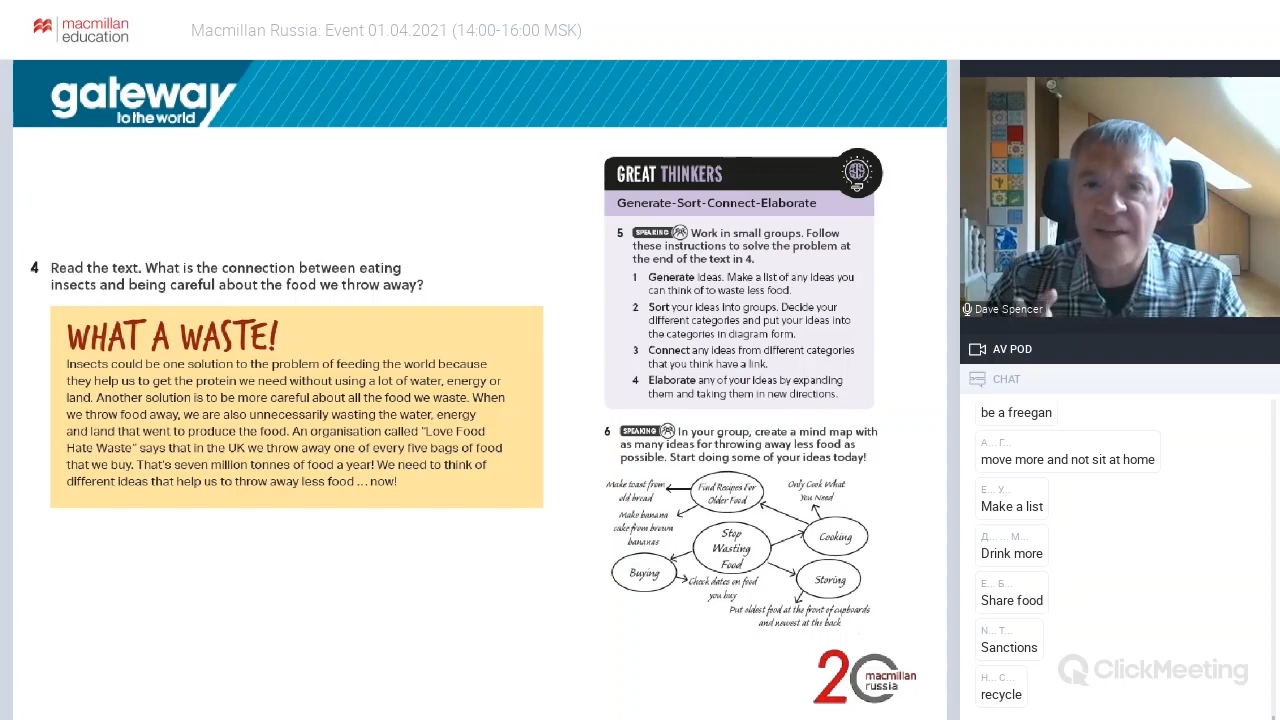 macmillan
education
Macmillan Russia: Event 01.04.2021 (14:00-16:00 MSK)
gateway
to the world
4 Read the text. What is the connection between eating
insects and being careful about the food we throw away?
WHAT A WASTE!
Insects could be one solution to the problem of feeding the world because
they help us to get the protein we need without using a lot of water, energy or
land. Another solution is to be more careful about all the food we waste. When
we throw food away, we are also unnecessarily wasting the water, energy
and land that went to produce the food. An organisation called "Love Food
Hate Waste" says that in the UK we throw away one of every five bags of food
that we buy. That's seven million tonnes of food a year! We need to think of
different ideas that help us to throw away less food ... now!
GREAT THINKERS
Generate-Sort-Connect-Elaborate
5 SPEAKING Work in small groups. Follow
these instructions to solve the problem at
the end of the text in 4.
1 Generate ideas. Make a list of any ideas you
can think of to waste less food.
2 Sort your ideas into groups. Decide your
different categories and put your ideas into
the categories in diagram form.
3 Connect any ideas from different categories
that you think have a link.
4 Elaborate any of your ideas by expanding
them and taking them in new directions.
6 SPEAKING In your group, create a mind map with
as many ideas for throwing away less food as
possible. Start doing some of your ideas today!
Make toast from
old bread
Find Recipes For
Older Food
Only Cook What
You Need
Make banana
cake from brown
bananas
Stop
Wasting
Food
Cooking
Buying
Check dates on food
you buy
Storing
Put oldest food at the front of cupboards
and newest at the back
20
macmillan
russia
Dave Spencer
AV POD
CHAT
be a freegan
А... Г...
move more and not sit at home
Е... У...
Make a list
Д... ... М...
Drink more
Е... Б...
Share food
N... T...
Sanctions
Н... С...
recycle
ClickMeeting